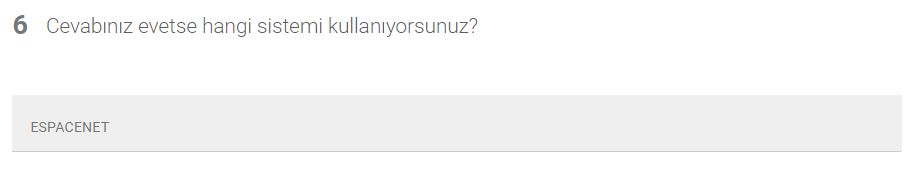 6 Cevabınız evetse hangi sistemi kullanıyorsunuz?
ESPACENET